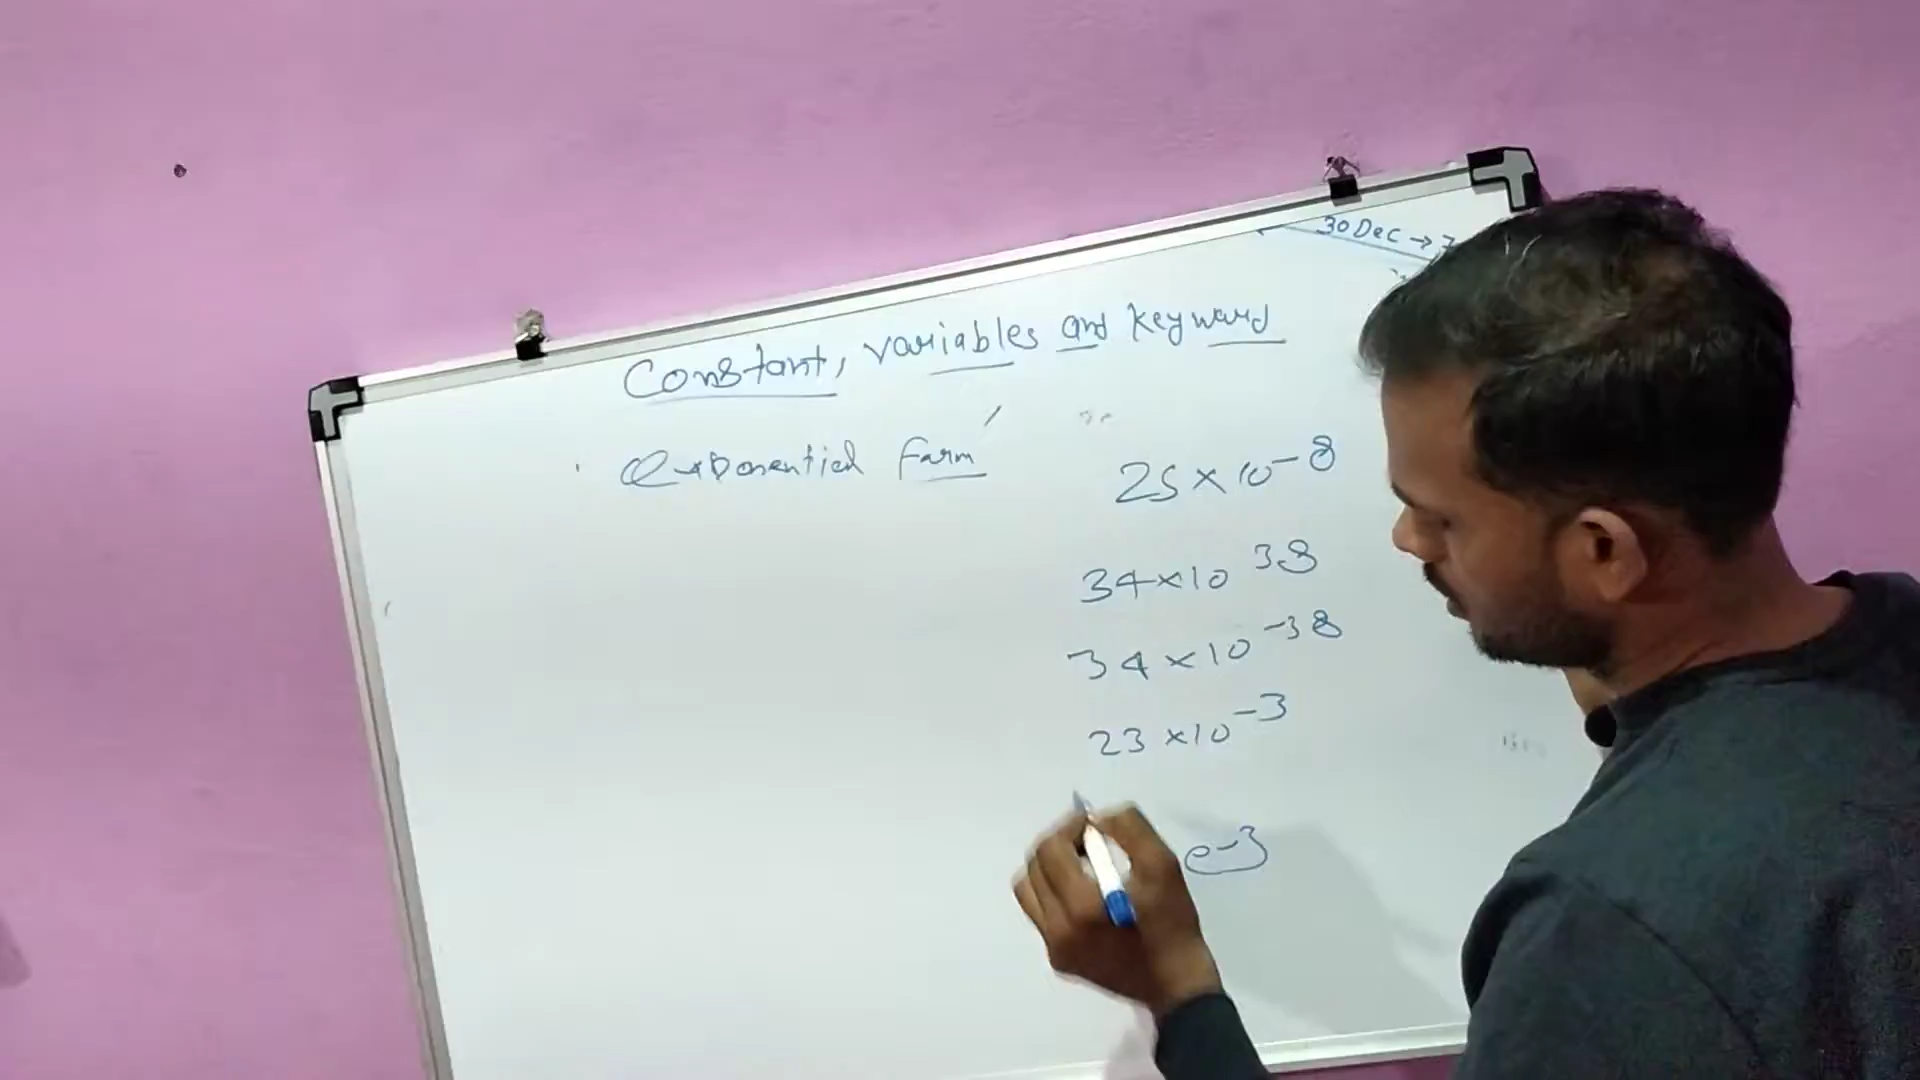 30 Dec → 7
Constant, variables and keyward
exponential farm
25 × 10⁻⁸
34 × 10³⁸
34 × 10⁻³⁸
23 × 10⁻³
e-3